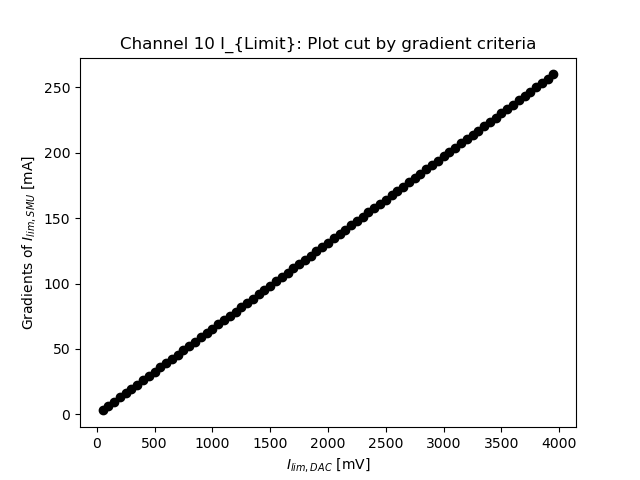 Channel 10 I_{Limit}: Plot cut by gradient criteria
Gradients of I_{lim,SMU} [mA]
250
200
150
100
50
0
0 500 1000 1500 2000 2500 3000 3500 4000
I_{lim,DAC} [mV]